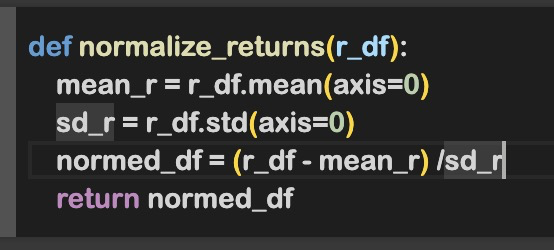 def normalize_returns(r_df):
    mean_r = r_df.mean(axis=0)
    sd_r = r_df.std(axis=0)
    normed_df = (r_df - mean_r) /sd_r
    return normed_df